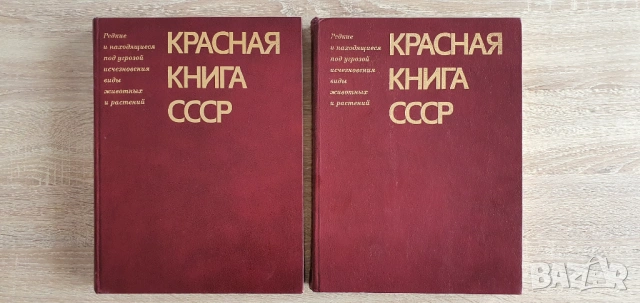 Редкие
и находящиеся
под угрозой
исчезновения
виды
животных
и растений
КРАСНАЯ
КНИГА
СССР
Редкие
и находящиеся
под угрозой
исчезновения
виды
животных
и растений
КРАСНАЯ
КНИГА
СССР
BAZAR